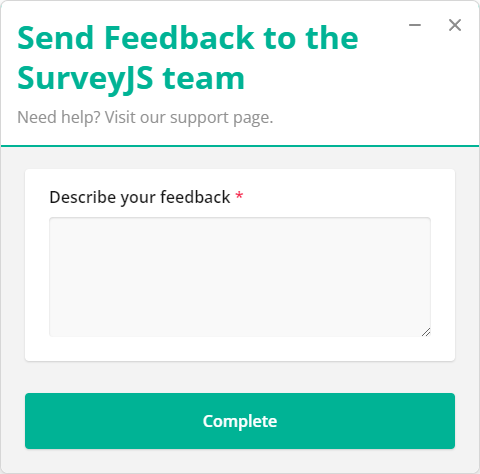 Send Feedback to the
SurveyJS team
Need help? Visit our support page.
Describe your feedback *
Complete